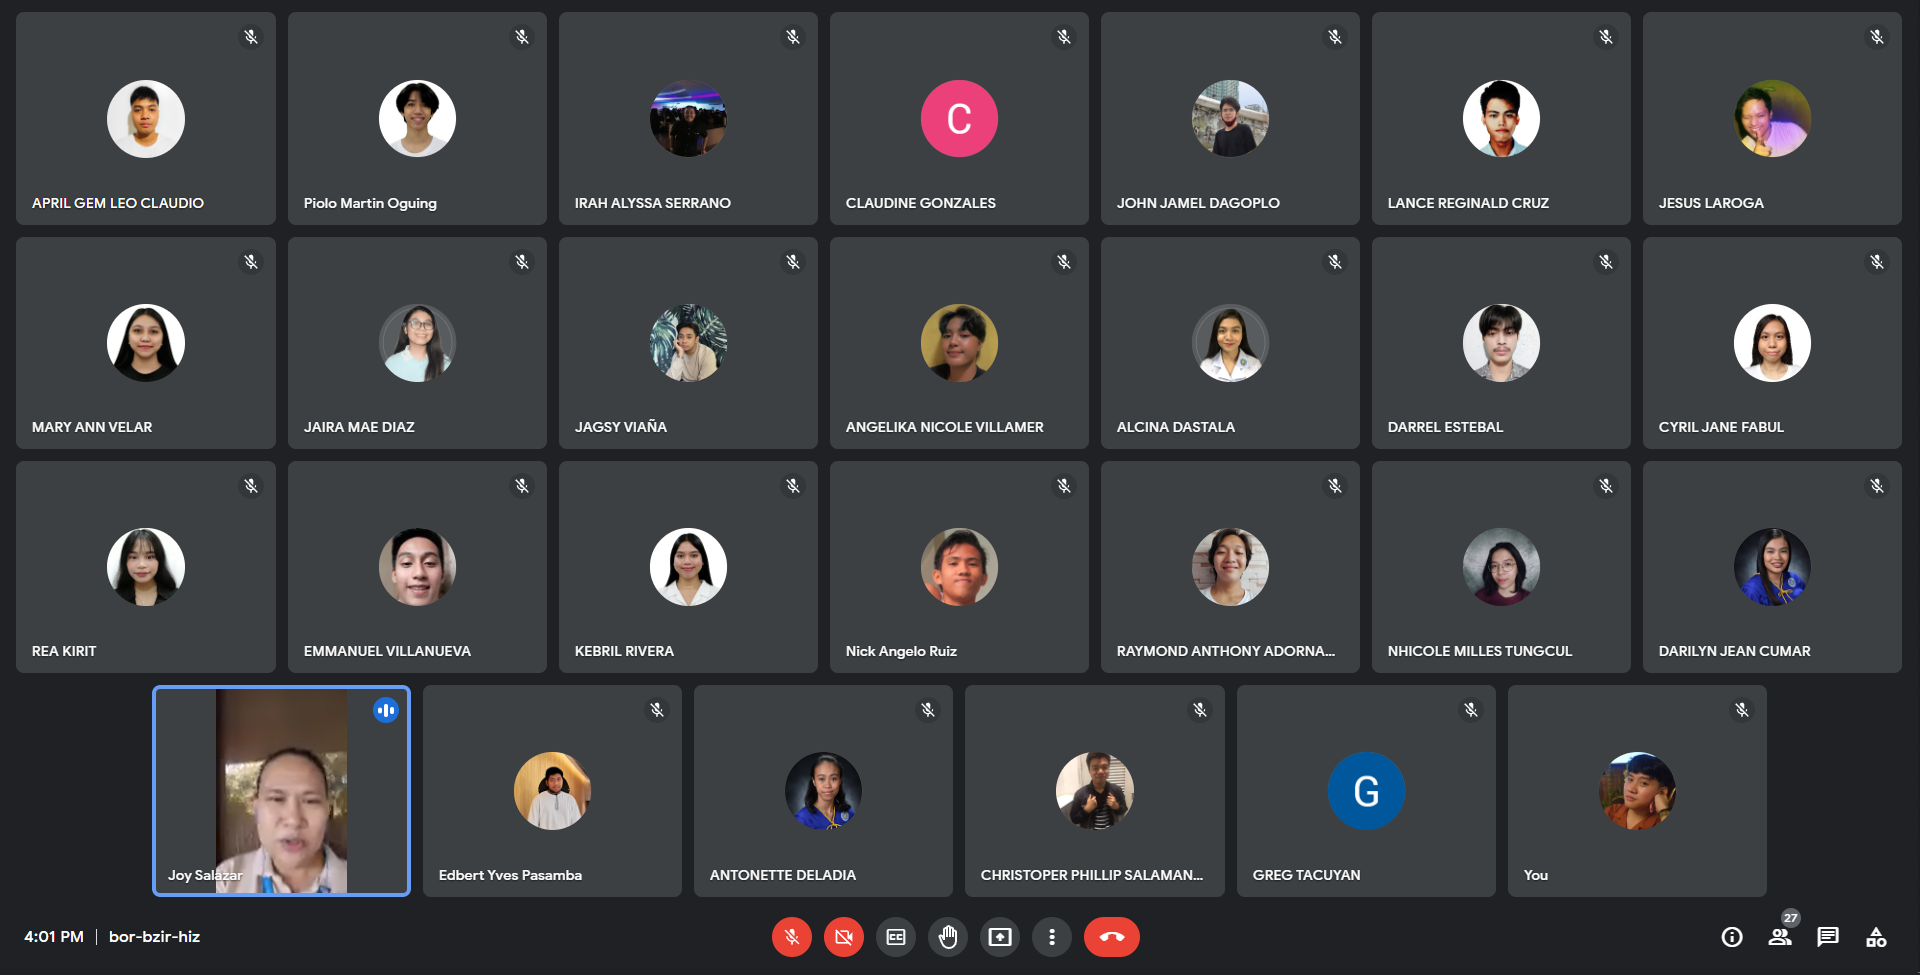 APRIL GEM LEO CLAUDIO
Piolo Martin Oguing
IRAH ALYSSA SERRANO
C
CLAUDINE GONZALES
JOHN JAMEL DAGOPLO
LANCE REGINALD CRUZ
JESUS LAROGA
MARY ANN VELAR
JAIRA MAE DIAZ
JAGSY VIAÑA
ANGELIKA NICOLE VILLAMER
ALCINA DASTALA
DARREL ESTEBAL
CYRIL JANE FABUL
REA KIRIT
EMMANUEL VILLANUEVA
KEBRIL RIVERA
Nick Angelo Ruiz
RAYMOND ANTHONY ADORNA...
NHICOLE MILLES TUNGCUL
DARILYN JEAN CUMAR
Joy Salazar
Edbert Yves Pasamba
ANTONETTE DELADIA
CHRISTOPER PHILLIP SALAMAN...
G
GREG TACUYAN
You
4:01 PM | bor-bzir-hiz
CC
27